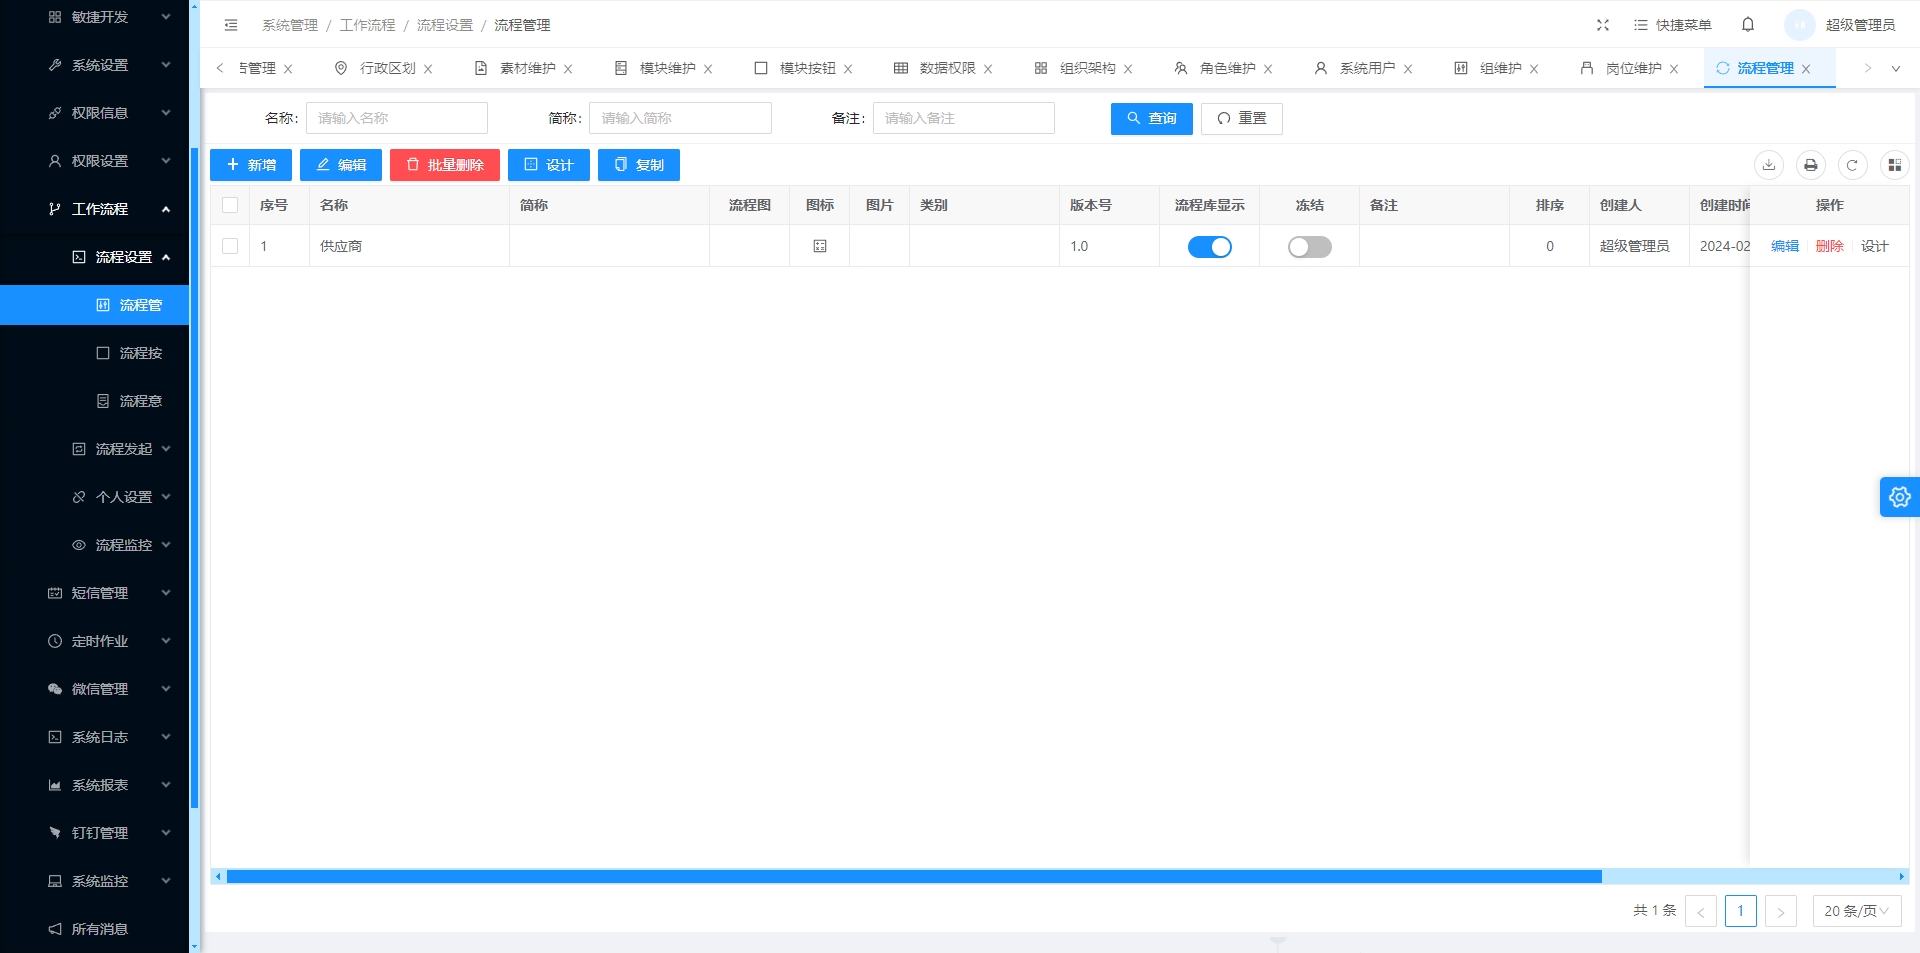 敏捷开发
系统设置
权限信息
权限设置
工作流程
流程设置
流程管
流程按
流程意
流程发起
个人设置
流程监控
短信管理
定时作业
微信管理
系统日志
系统报表
钉钉管理
系统监控
所有消息
系统管理 / 工作流程 / 流程设置 / 流程管理
快捷菜单
超级管理员
管理 行政区划 素材维护 模块维护 模块按钮 数据权限 组织架构 角色维护 系统用户 组维护 岗位维护 流程管理
名称: 请输入名称 简称: 请输入简称 备注: 请输入备注 查询 重置
新增 编辑 批量删除 设计 复制
序号 名称 简称 流程图 图标 图片 类别 版本号 流程库显示 冻结 备注 排序 创建人 创建时间 操作
1 供应商 1.0 0 超级管理员 2024-02 编辑 删除 设计
共 1 条 1 20 条/页